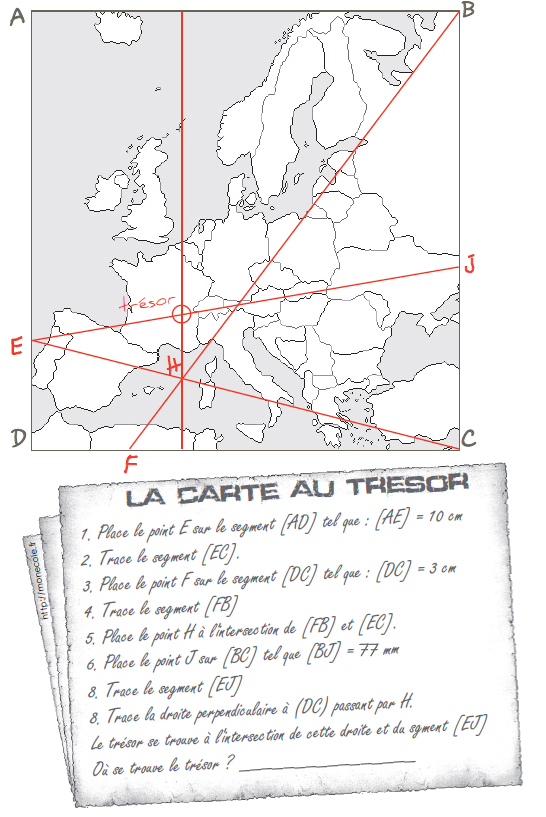 A
B
J
trésor
E
H
D
C
F
LA CARTE AU TRESOR
http://monecole.fr
1. Place le point E sur le segment [AD] tel que : [AE] = 10 cm
2. Trace le segment [EC].
3. Place le point F sur le segment [DC] tel que : [DC] = 3 cm
4. Trace le segment [FB]
5. Place le point H à l'intersection de [FB] et [EC].
6. Place le point J sur [BC] tel que [BJ] = 77 mm
8. Trace le segment [EJ]
8. Trace la droite perpendiculaire à (DC) passant par H.
Le trésor se trouve à l'intersection de cette droite et du sgment [EJ]
Où se trouve le trésor ?